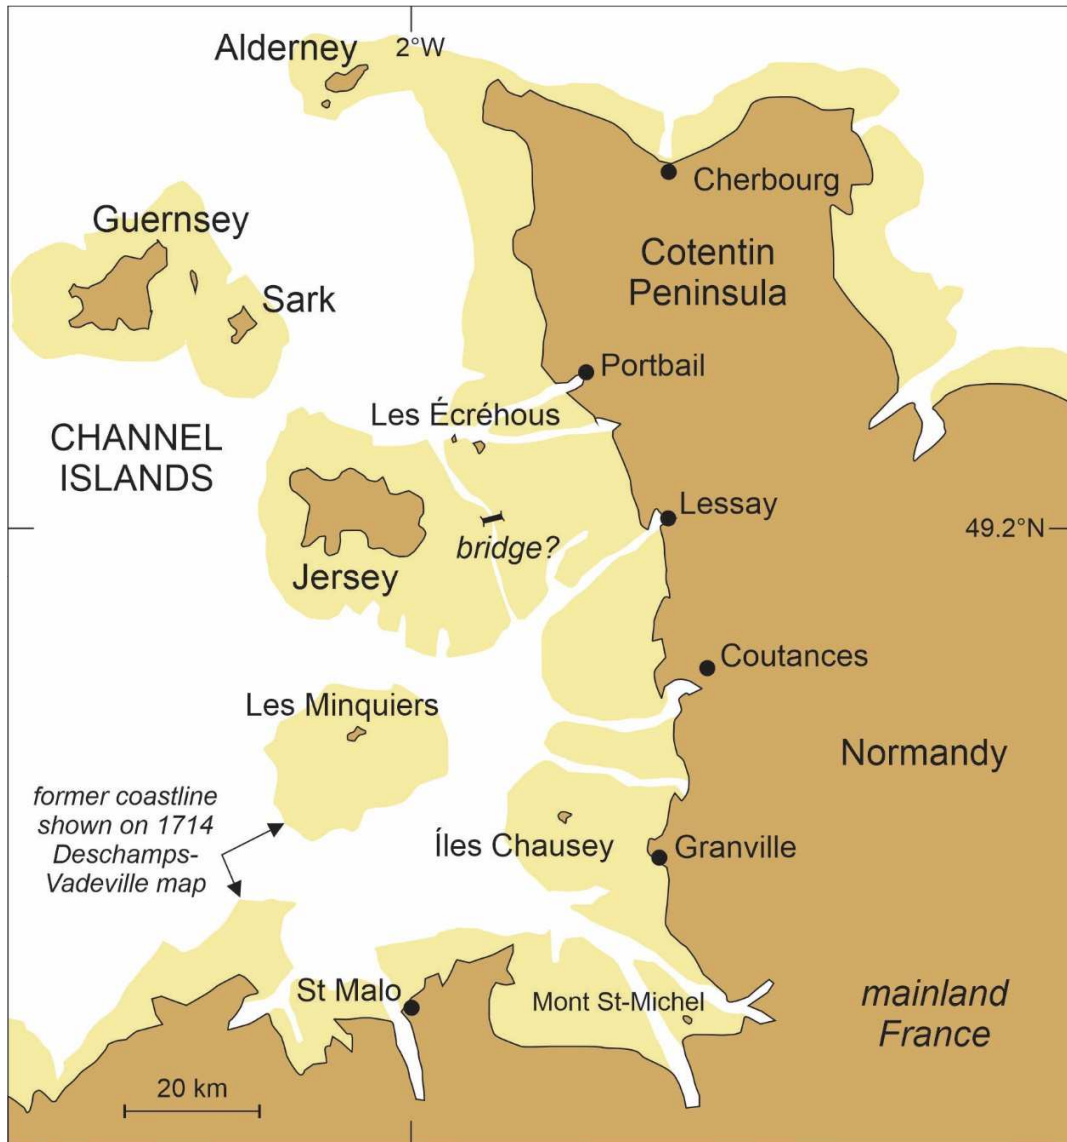 Alderney
2°W
Cherbourg
Guernsey
Cotentin
Peninsula
Sark
Portbail
Les Écréhous
CHANNEL
ISLANDS
Lessay
49.2°N
bridge?
Jersey
Coutances
Les Minquiers
Normandy
former coastline
shown on 1714
Deschamps-
Vadeville map
Îles Chausey
Granville
St Malo
Mont St-Michel
mainland
France
20 km